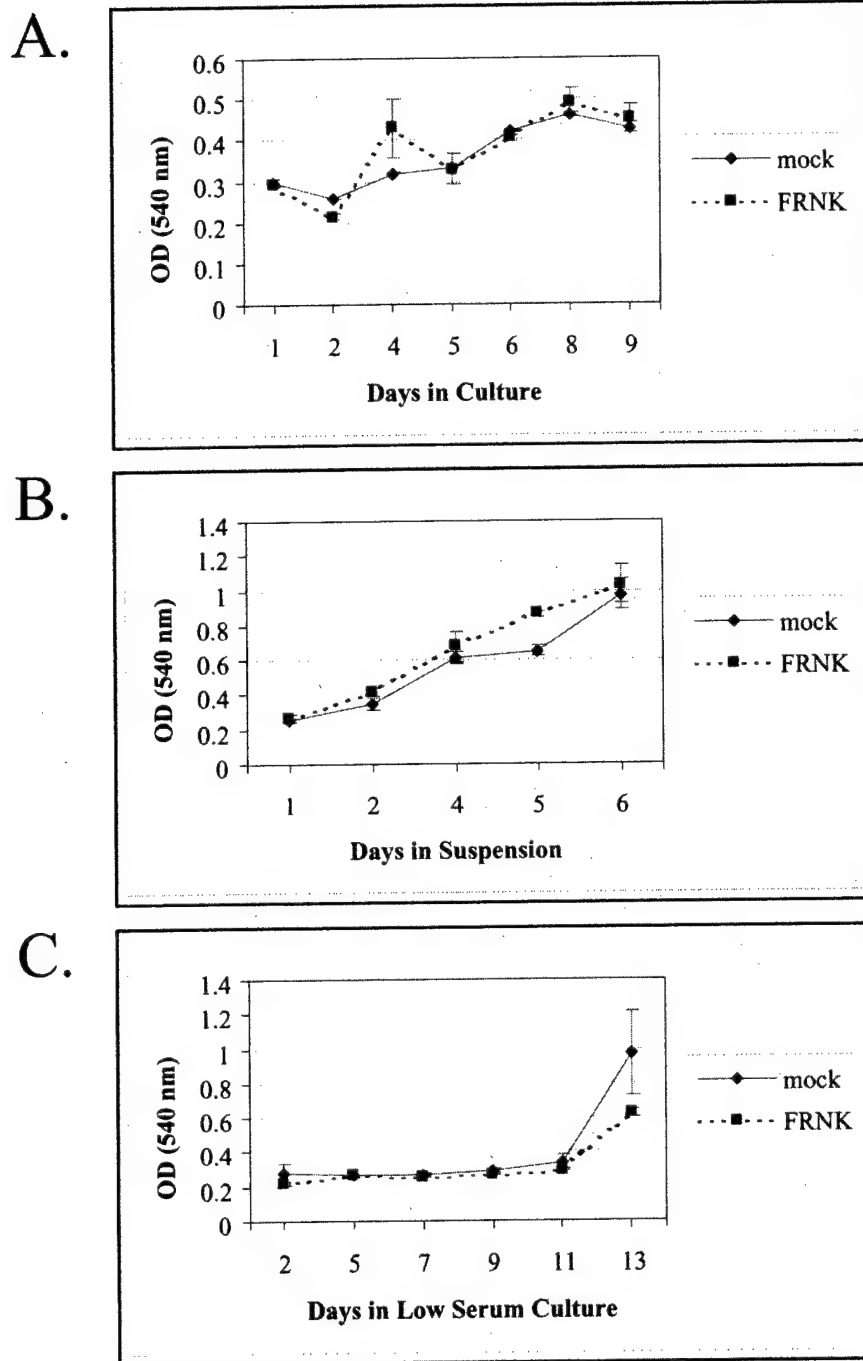 A.
OD (540 nm)
0.6
0.5
0.4
0.3
0.2
0.1
0
1 2 4 5 6 8 9
Days in Culture
mock
FRNK
B.
OD (540 nm)
1.4
1.2
1
0.8
0.6
0.4
0.2
0
1 2 4 5 6
Days in Suspension
mock
FRNK
C.
OD (540 nm)
1.4
1.2
1
0.8
0.6
0.4
0.2
0
2 5 7 9 11 13
Days in Low Serum Culture
mock
FRNK